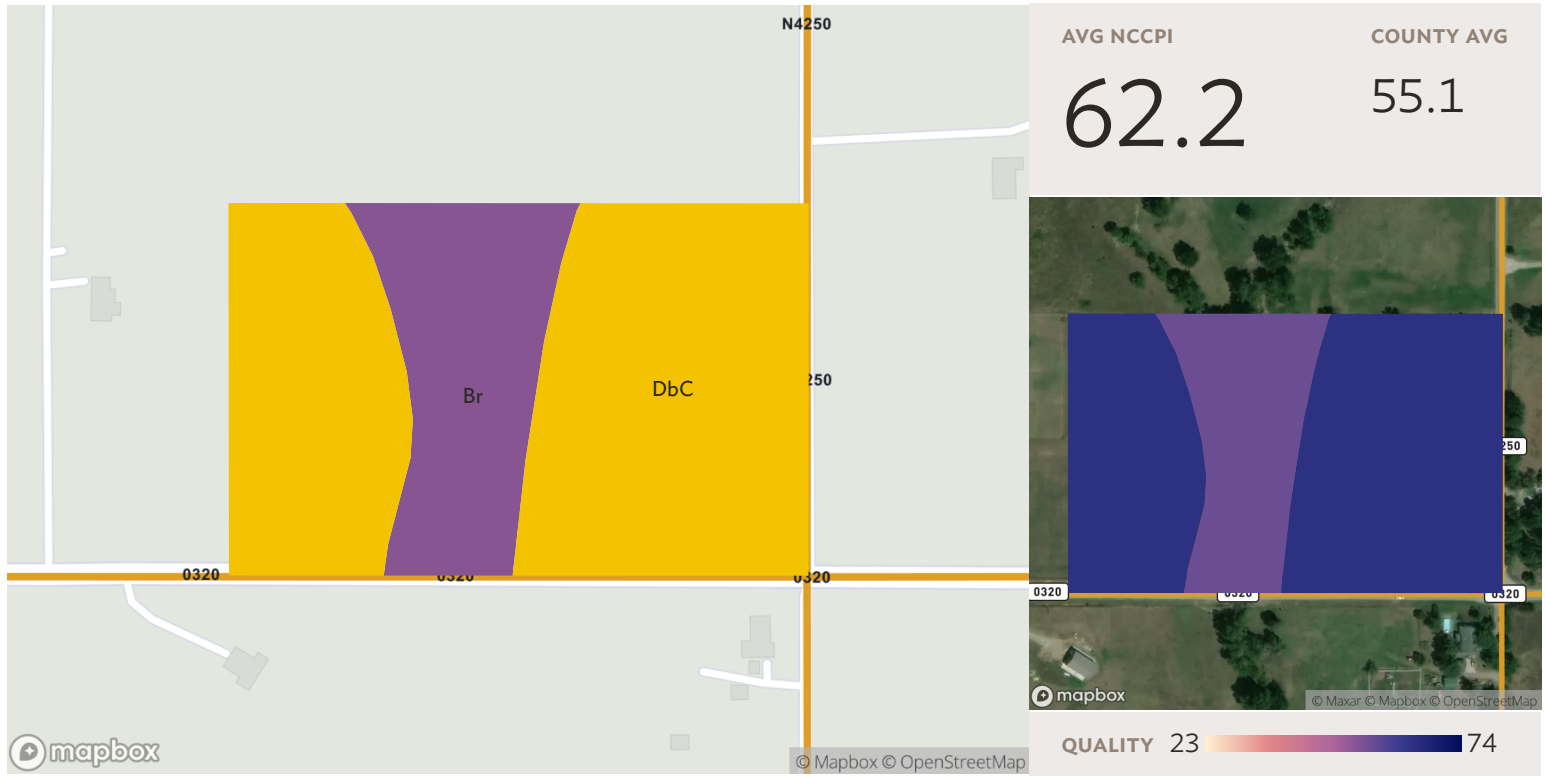 N4250
250
Br
DbC
0320
0320
0320
mapbox
© Mapbox © OpenStreetMap
AVG NCCPI
COUNTY AVG
62.2
55.1
250
0320
0320
0320
mapbox
© Maxar © Mapbox © OpenStreetMap
QUALITY 23 74